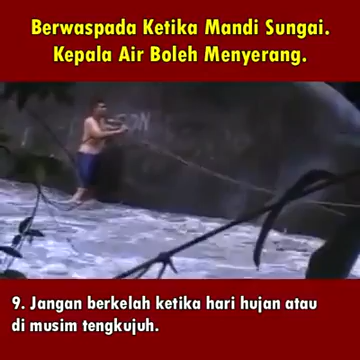 Berwaspada Ketika Mandi Sungai.
Kepala Air Boleh Menyerang.
9. Jangan berkelah ketika hari hujan atau
di musim tengkujuh.